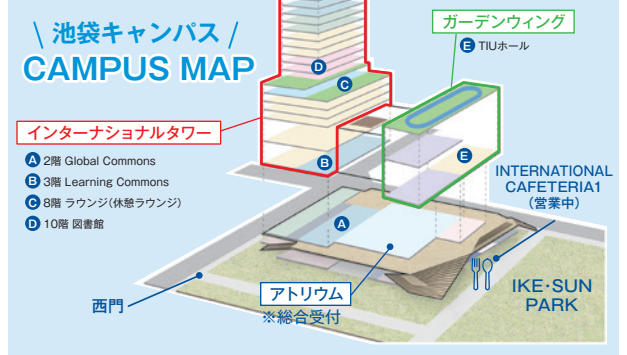 \ 池袋キャンパス /
CAMPUS MAP
ガーデンウィング
E TIUホール
D
C
インターナショナルタワー
A 2階 Global Commons
B 3階 Learning Commons
C 8階 ラウンジ(休憩ラウンジ)
D 10階 図書館
B
E
INTERNATIONAL
CAFETERIA1
(営業中)
A
西門
アトリウム
※総合受付
IKE・SUN
PARK